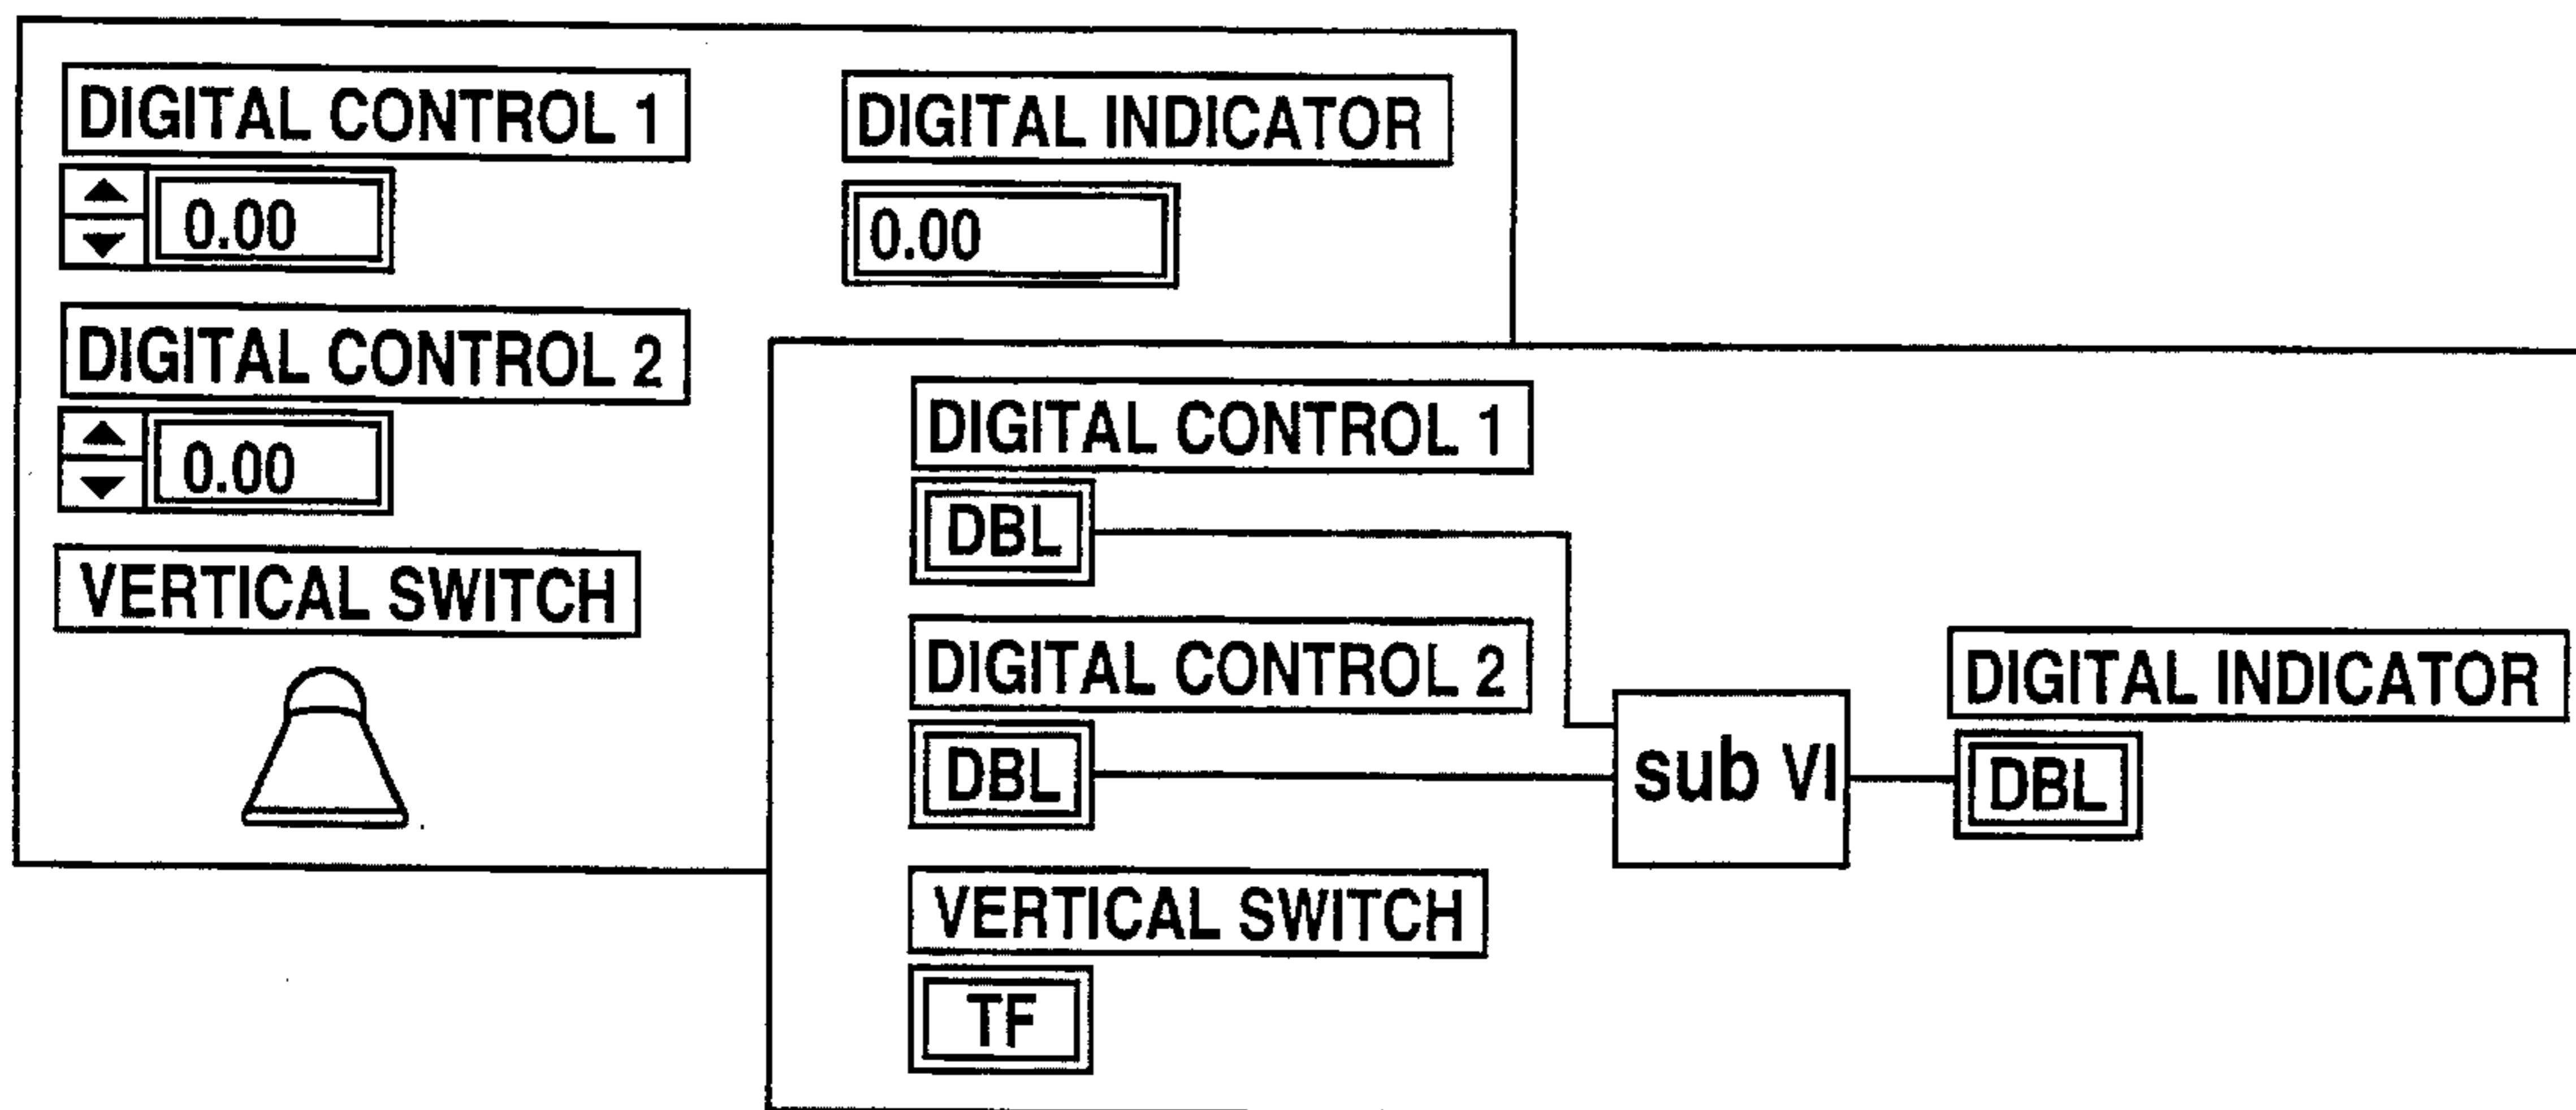 DIGITAL CONTROL 1
0.00
DIGITAL CONTROL 2
0.00
VERTICAL SWITCH
DIGITAL INDICATOR
0.00
DIGITAL CONTROL 1
DBL
DIGITAL CONTROL 2
DBL
VERTICAL SWITCH
TF
sub VI
DIGITAL INDICATOR
DBL